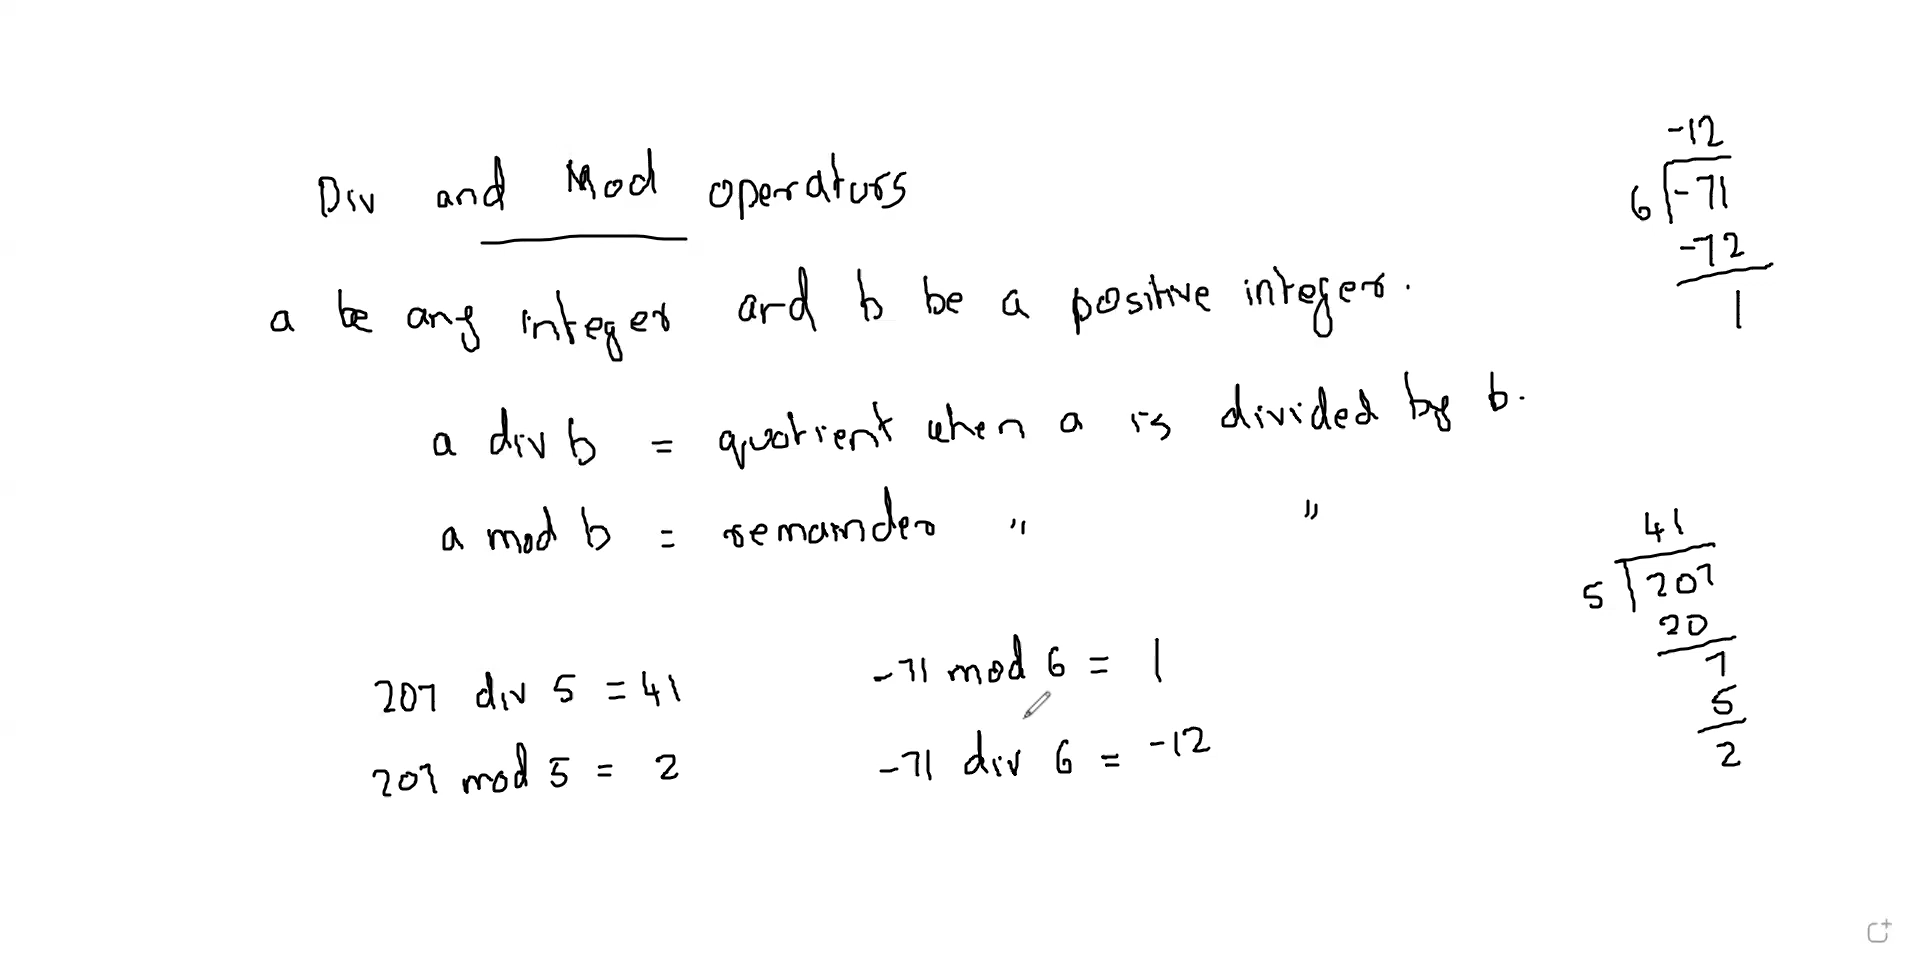 Div and Mod operators
a be any integer and b be a positive integer.
a div b = quotient when a is divided by b.
a mod b = remainder " "
207 div 5 = 41
207 mod 5 = 2
-71 mod 6 = 1
-71 div 6 = -12
-12
6 -71
-72
1
41
5 207
20
7
5
2